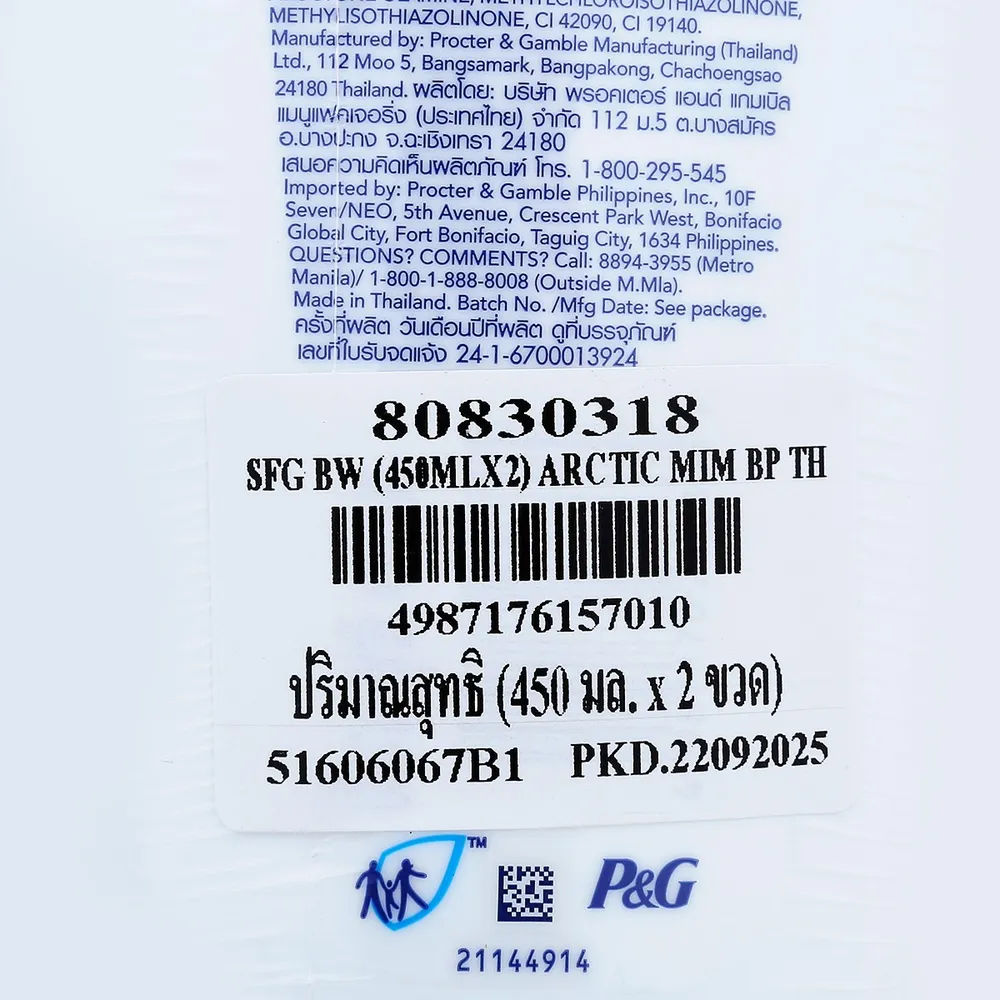 METHYLCHLOROISOTHIAZOLINONE,
METHYLISOTHIAZOLINONE, CI 42090, CI 19140.
Manufactured by: Procter & Gamble Manufacturing (Thailand)
Ltd., 112 Moo 5, Bangsamark, Bangpakong, Chachoengsao
24180 Thailand. ผลิตโดย: บริษัท พรอคเตอร์ แอนด์ แกมเบิล
แมนูแฟคเจอริ่ง (ประเทศไทย) จำกัด 112 ม.5 ต.บางสมัคร
อ.บางปะกง จ.ฉะเชิงเทรา 24180
เสนอความคิดเห็นผลิตภัณฑ์ โทร. 1-800-295-545
Imported by: Procter & Gamble Philippines, Inc., 10F
Seven/NEO, 5th Avenue, Crescent Park West, Bonifacio
Global City, Fort Bonifacio, Taguig City, 1634 Philippines.
QUESTIONS? COMMENTS? Call: 8894-3955 (Metro
Manila)/ 1-800-1-888-8008 (Outside M.Mla).
Made in Thailand. Batch No. /Mfg Date: See package.
ครั้งที่ผลิต วันเดือนปีที่ผลิต ดูที่บรรจุภัณฑ์
เลขที่ใบรับจดแจ้ง 24-1-6700013924
80830318
SFG BW (450MLX2) ARCTIC MIM BP TH
4987176157010
ปริมาณสุทธิ (450 มล. x 2 ขวด)
51606067B1 PKD.22092025
TM
P&G
21144914